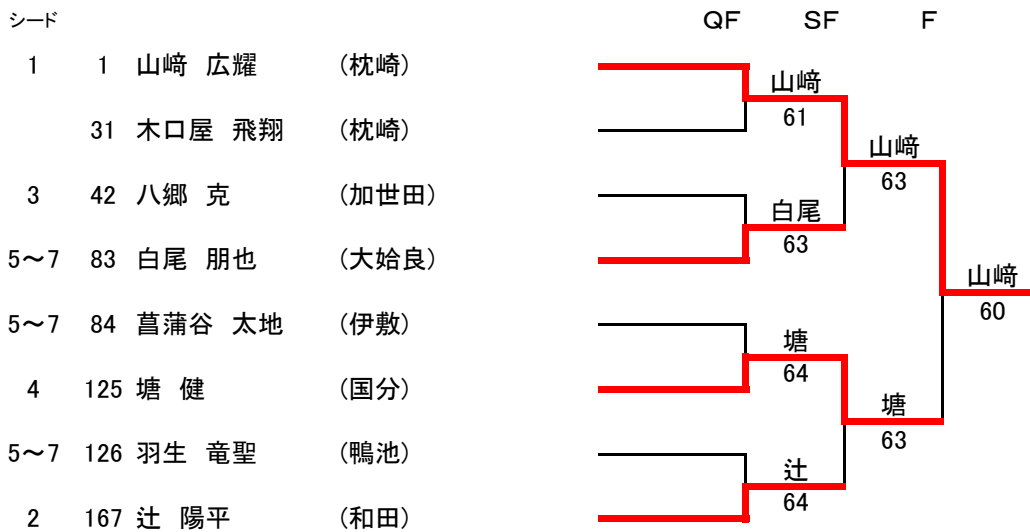 シード QF SF F
1 1 山﨑 広耀 (枕崎)
山﨑
61
31 木口屋 飛翔 (枕崎)
山﨑
63
3 42 八郷 克 (加世田)
白尾
63
5～7 83 白尾 朋也 (大姶良)
山﨑
60
5～7 84 菖蒲谷 太地 (伊敷)
塘
64
4 125 塘 健 (国分)
塘
63
5～7 126 羽生 竜聖 (鴨池)
辻
64
2 167 辻 陽平 (和田)